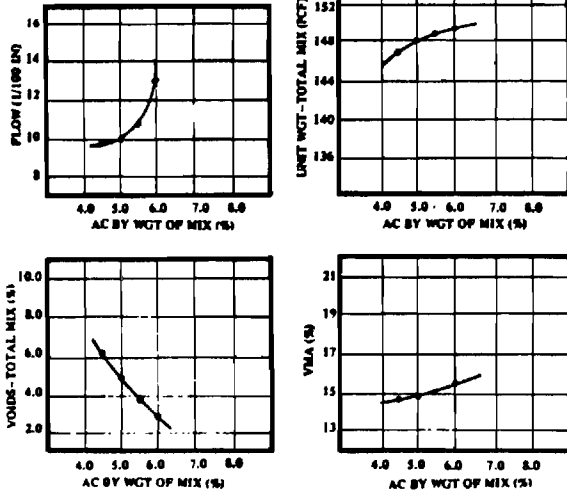 16
14
12
10
8
FLOW (1/100 IN)
4.0 5.0 6.0 7.0 8.0
AC BY WGT OF MIX (%)
152
148
144
140
136
UNIT WGT-TOTAL MIX (PCF)
4.0 5.0 6.0 7.0 8.0
AC BY WGT OF MIX (%)
10.0
8.0
6.0
4.0
2.0
VOIDS-TOTAL MIX (%)
4.0 5.0 6.0 7.0 8.0
AC BY WGT OF MIX (%)
21
19
17
15
13
VMA (%)
4.0 5.0 6.0 7.0 8.0
AC BY WGT OF MIX (%)